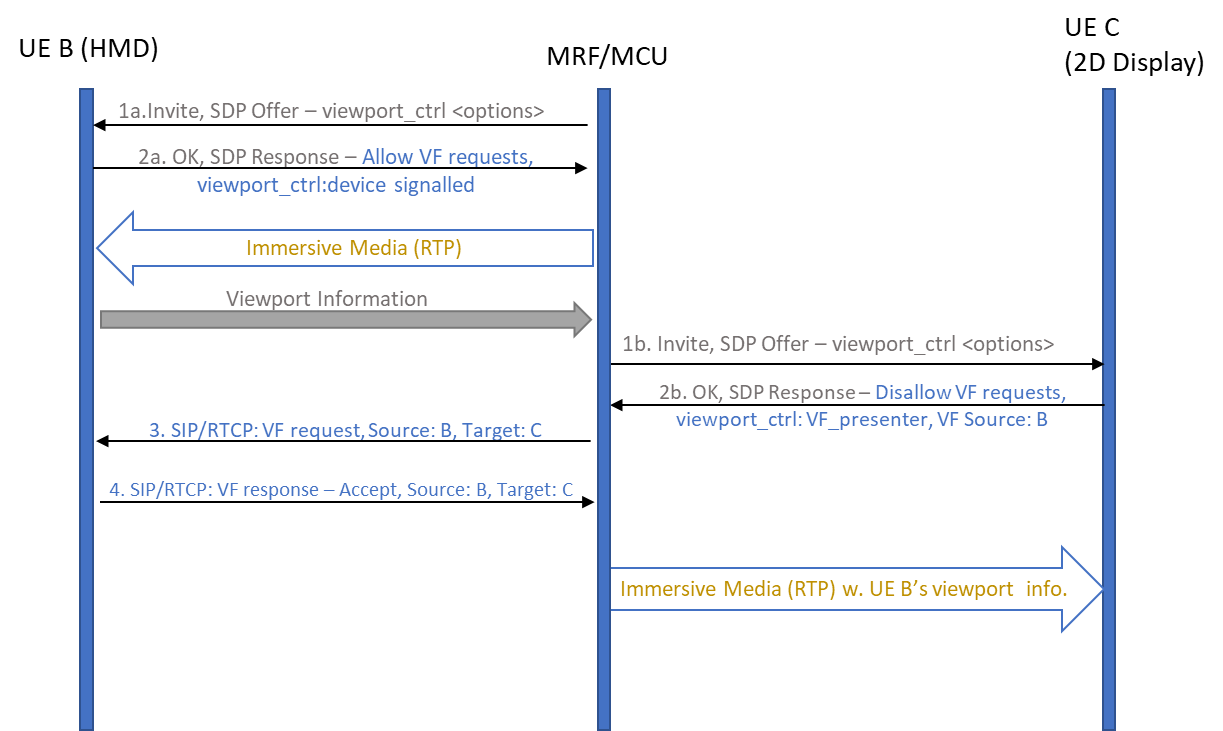 UE B (HMD)
MRF/MCU
UE C
(2D Display)
1a.Invite, SDP Offer – viewport_ctrl <options>
2a. OK, SDP Response – Allow VF requests,
viewport_ctrl:device signalled
Immersive Media (RTP)
Viewport Information
1b. Invite, SDP Offer – viewport_ctrl <options>
2b. OK, SDP Response – Disallow VF requests,
viewport_ctrl: VF_presenter, VF Source: B
3. SIP/RTCP: VF request, Source: B, Target: C
4. SIP/RTCP: VF response – Accept, Source: B, Target: C
Immersive Media (RTP) w. UE B’s viewport info.